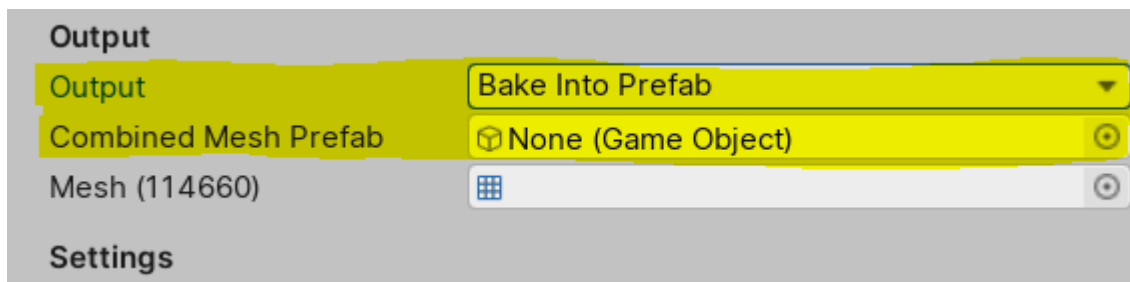 Output
Output Bake Into Prefab
Combined Mesh Prefab None (Game Object)
Mesh (114660)
Settings